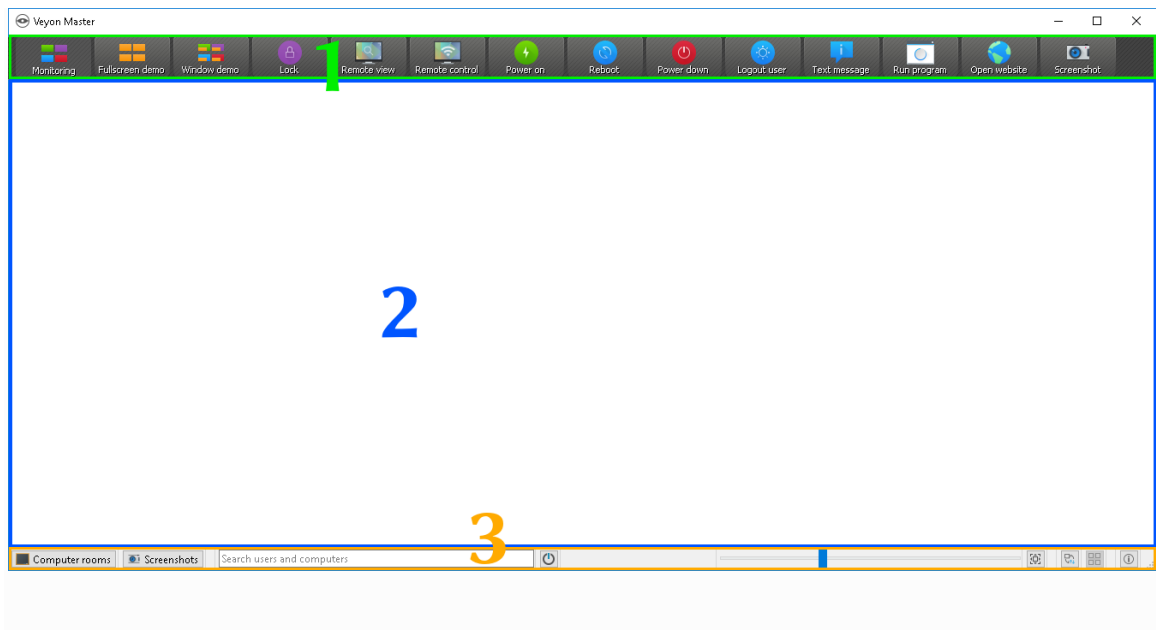 Veyon Master
Monitoring Fullscreen demo Window demo Lock Remote view Remote control Power on Reboot Power down Logout user Text message Run program Open website Screenshot
1
2
3
Computer rooms Screenshots Search users and computers